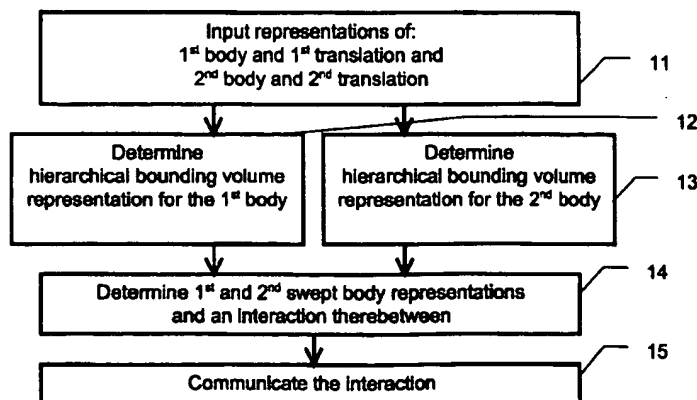 Input representations of:
1st body and 1st translation and
2nd body and 2nd translation
11
12
Determine
hierarchical bounding volume
representation for the 1st body
Determine
hierarchical bounding volume
representation for the 2nd body
13
14
Determine 1st and 2nd swept body representations
and an interaction therebetween
15
Communicate the interaction